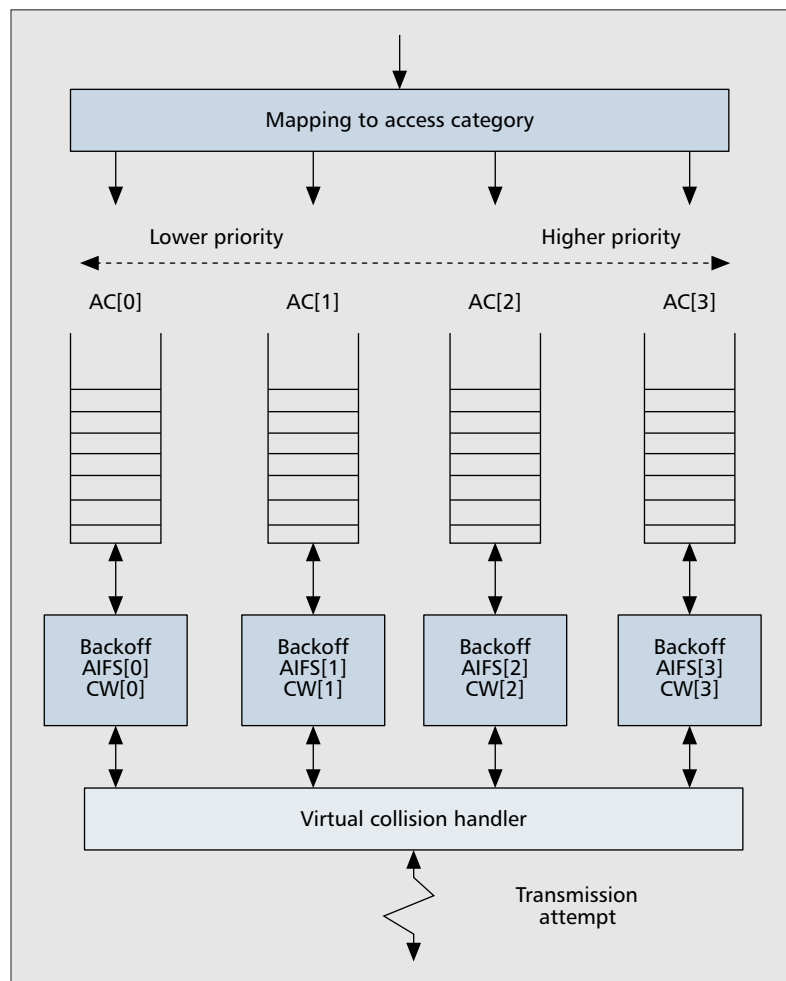 Mapping to access category
Lower priority
Higher priority
AC[0]
AC[1]
AC[2]
AC[3]
Backoff
AIFS[0]
CW[0]
Backoff
AIFS[1]
CW[1]
Backoff
AIFS[2]
CW[2]
Backoff
AIFS[3]
CW[3]
Virtual collision handler
Transmission
attempt